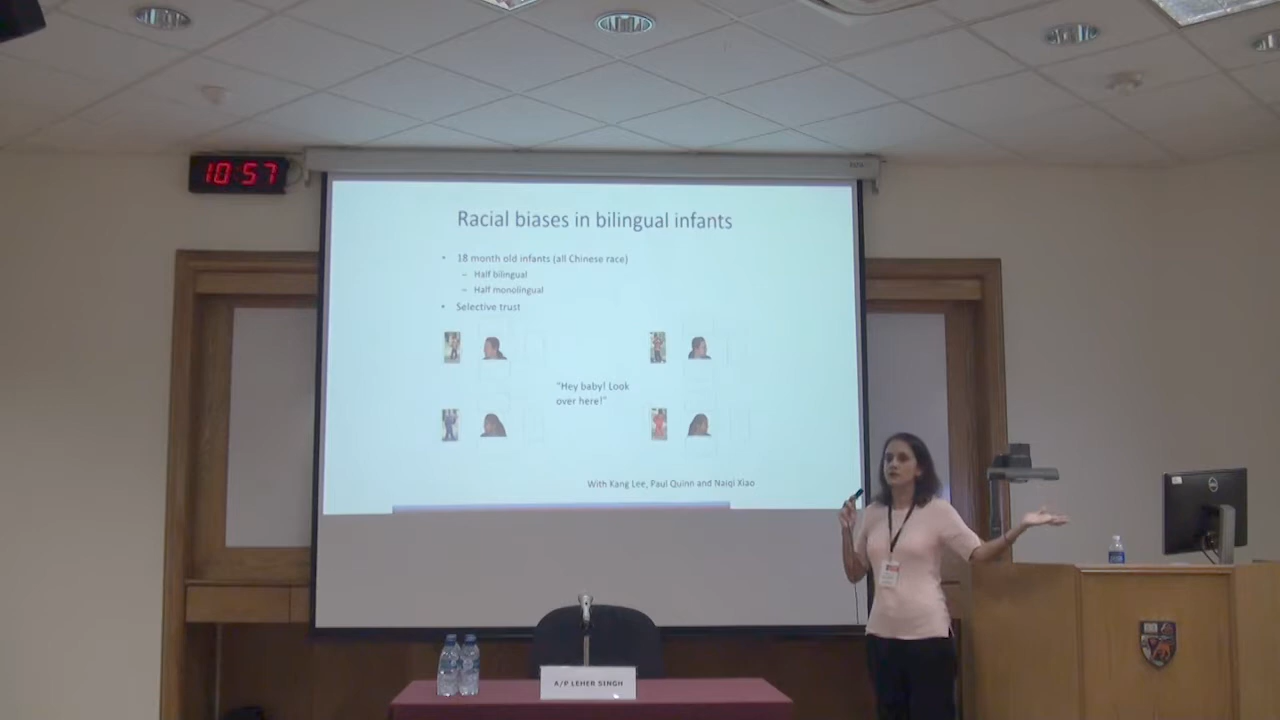 10:57
Racial biases in bilingual infants
• 18 month old infants (all Chinese race)
– Half bilingual
– Half monolingual
• Selective trust
"Hey baby! Look
over here!"
With Kang Lee, Paul Quinn and Naiqi Xiao
A/P LEHER SINGH
DELL